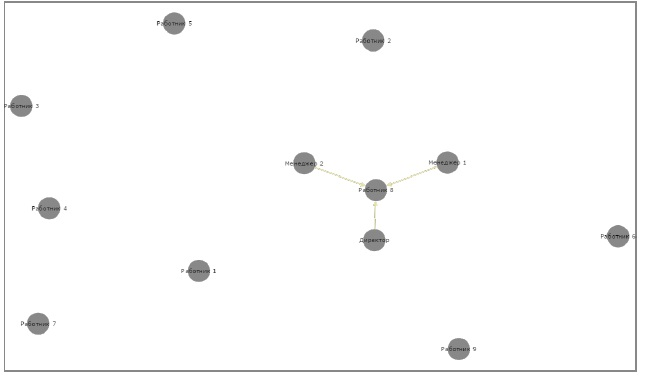 Работник 5
Работник 2
Работник 3
Менеджер 2
Менеджер 1
Работник 8
Работник 4
Работник 6
Директор
Работник 1
Работник 7
Работник 9